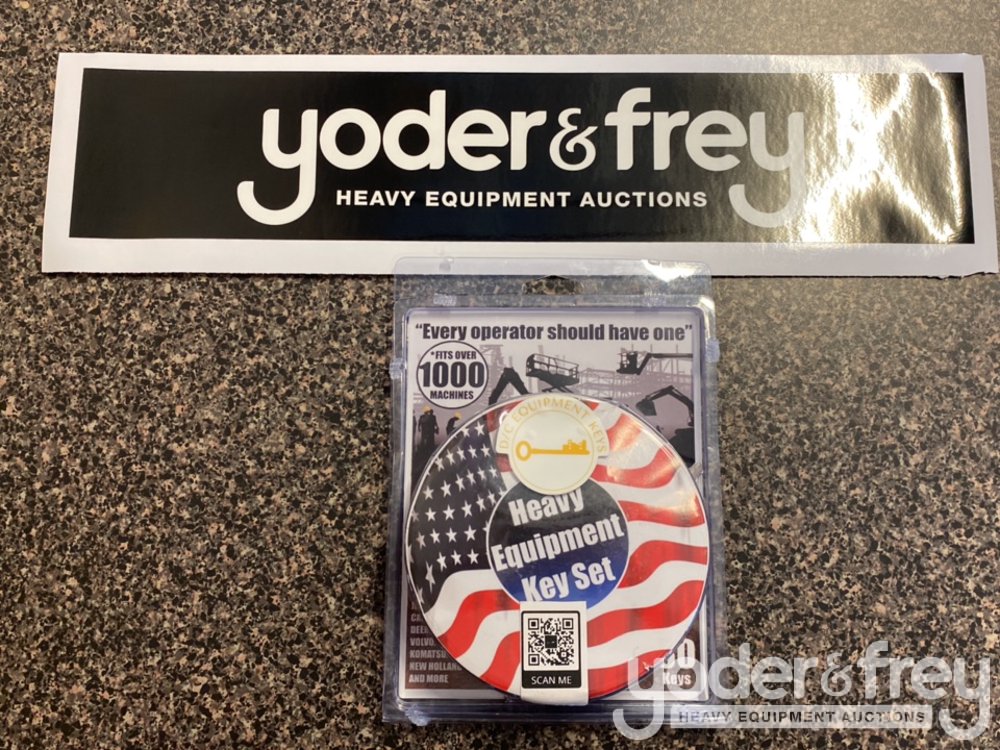 yoder & frey
HEAVY EQUIPMENT AUCTIONS
"Every operator should have one"
*FITS OVER
1000
MACHINES
D/C EQUIPMENT KEYS
Heavy
Equipment
Key Set
VOLVO
KOMATSU
NEW HOLLAND
AND MORE
SCAN ME
Keys
yoder & frey
HEAVY EQUIPMENT AUCTIONS